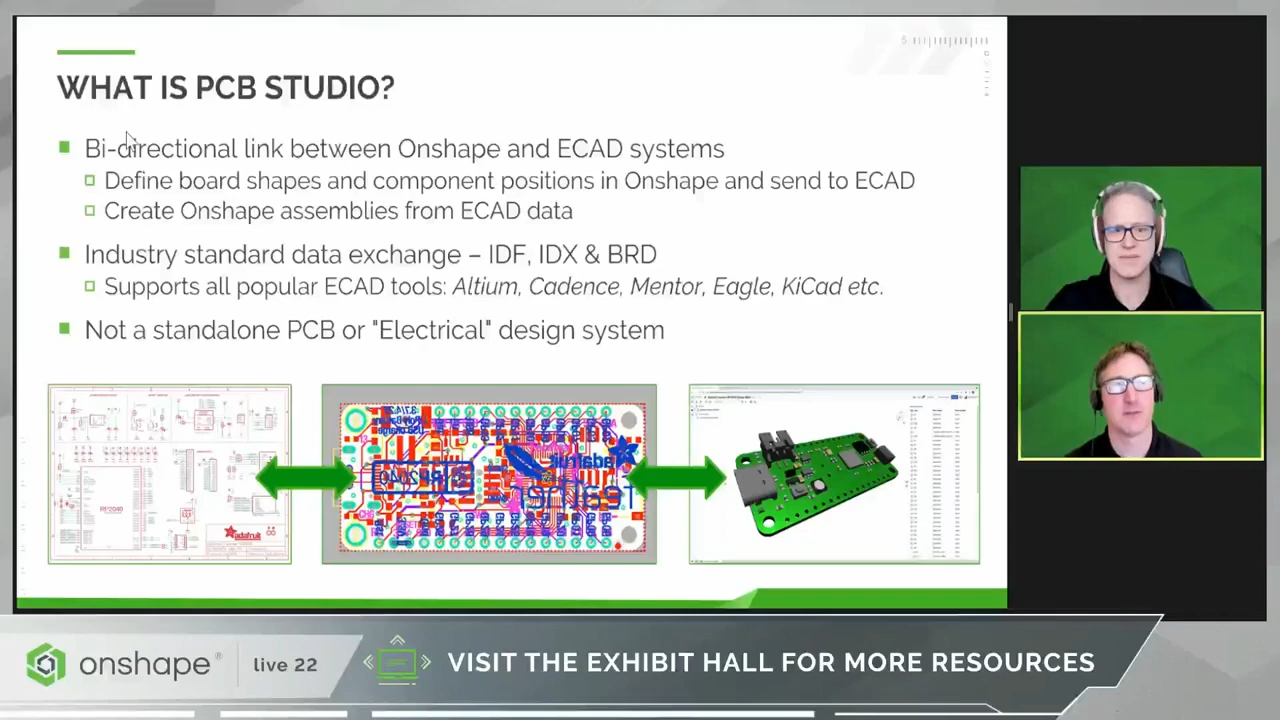 WHAT IS PCB STUDIO?
Bi-directional link between Onshape and ECAD systems
Define board shapes and component positions in Onshape and send to ECAD
Create Onshape assemblies from ECAD data
Industry standard data exchange – IDF, IDX & BRD
Supports all popular ECAD tools: Altium, Cadence, Mentor, Eagle, KiCad etc.
Not a standalone PCB or "Electrical" design system
RP2040
adafruit
onshape®
live 22
VISIT THE EXHIBIT HALL FOR MORE RESOURCES